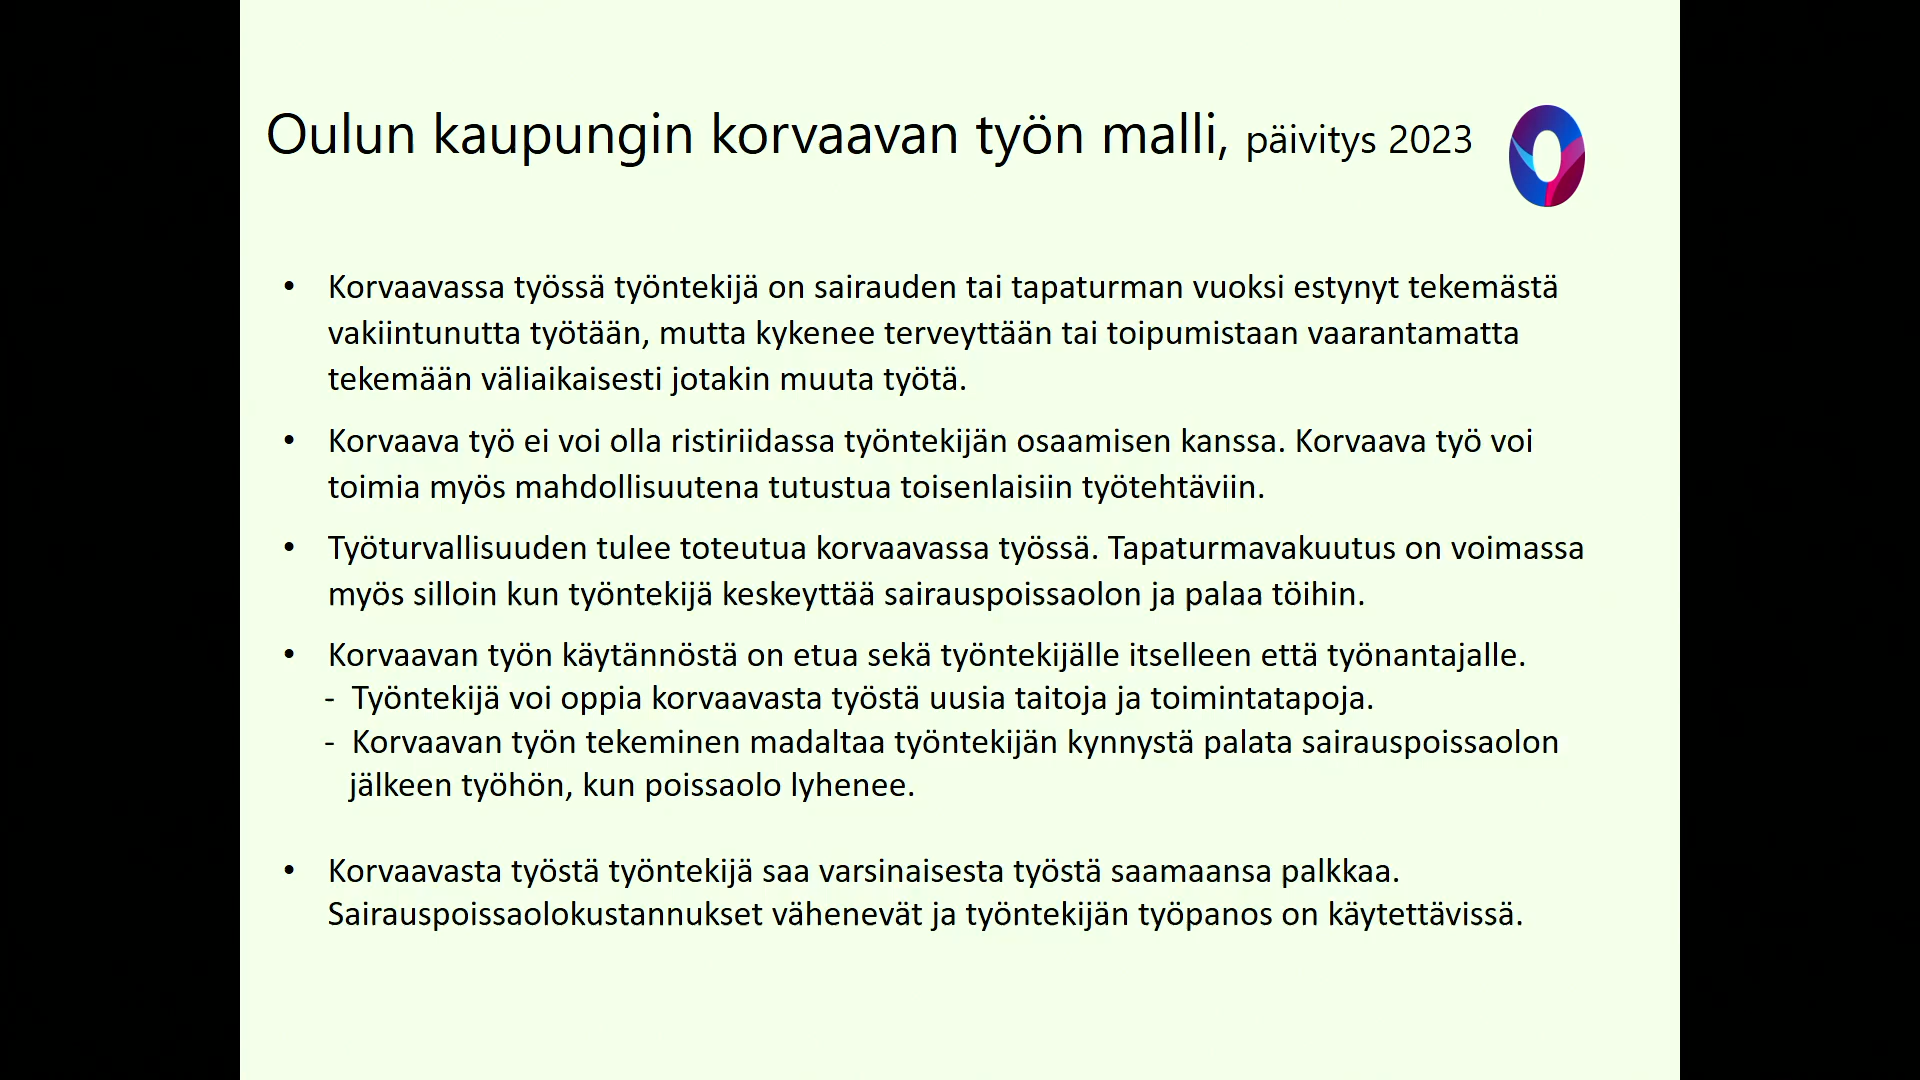 Oulun kaupungin korvaavan työn malli, päivitys 2023
• Korvaavassa työssä työntekijä on sairauden tai tapaturman vuoksi estynyt tekemästä
vakiintunutta työtään, mutta kykenee terveyttään tai toipumistaan vaarantamatta
tekemään väliaikaisesti jotakin muuta työtä.
• Korvaava työ ei voi olla ristiriidassa työntekijän osaamisen kanssa. Korvaava työ voi
toimia myös mahdollisuutena tutustua toisenlaisiin työtehtäviin.
• Työturvallisuuden tulee toteutua korvaavassa työssä. Tapaturmavakuutus on voimassa
myös silloin kun työntekijä keskeyttää sairauspoissaolon ja palaa töihin.
• Korvaavan työn käytännöstä on etua sekä työntekijälle itselleen että työnantajalle.
- Työntekijä voi oppia korvaavasta työstä uusia taitoja ja toimintatapoja.
- Korvaavan työn tekeminen madaltaa työntekijän kynnystä palata sairauspoissaolon
jälkeen työhön, kun poissaolo lyhenee.
• Korvaavasta työstä työntekijä saa varsinaisesta työstä saamaansa palkkaa.
Sairauspoissaolokustannukset vähenevät ja työntekijän työpanos on käytettävissä.